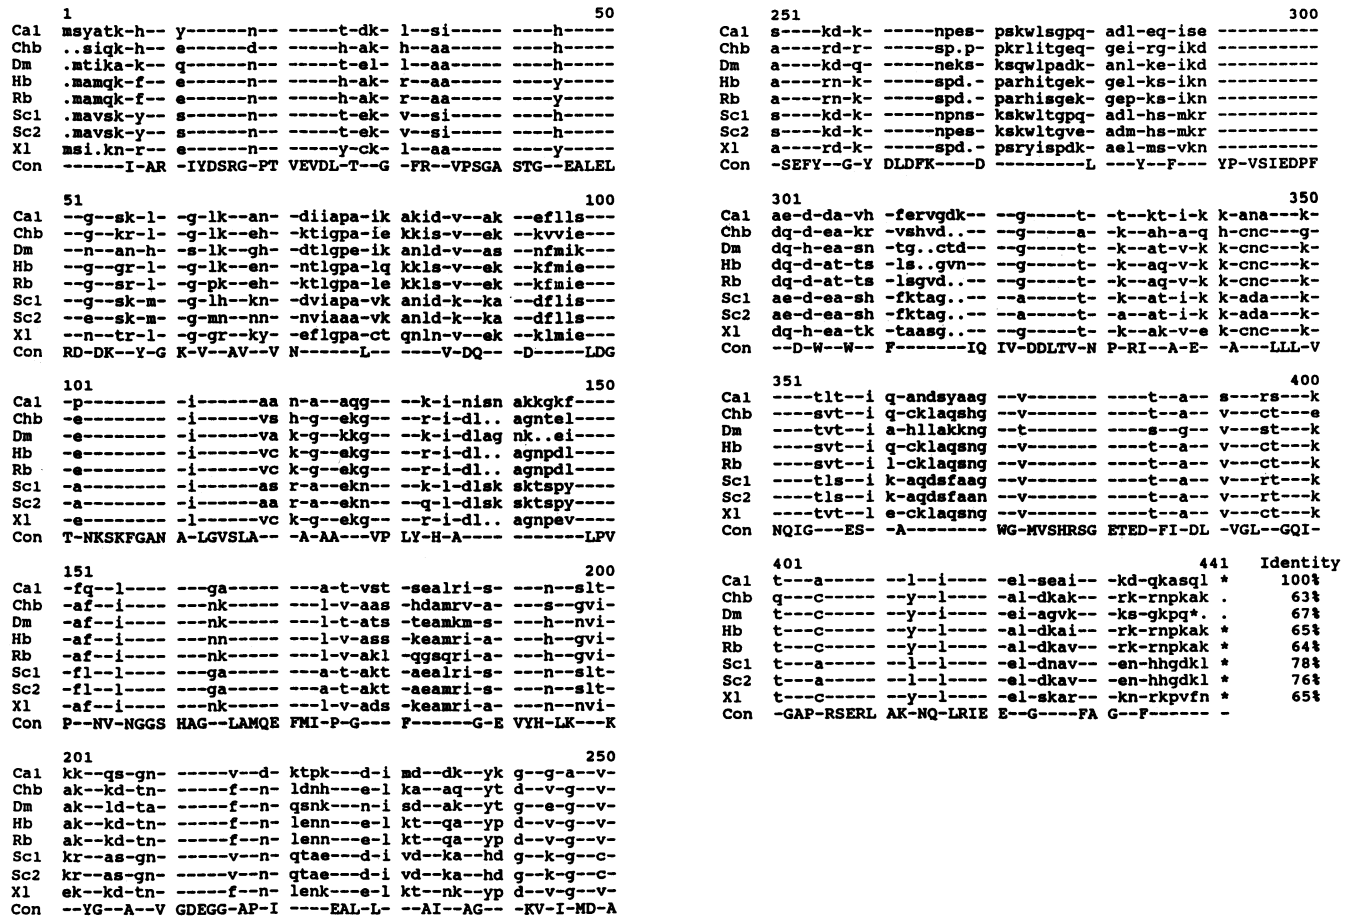 1 50
Ca1 msyatk-h-- y------n-- -----t-dk- l--si----- ----h-----
Chb ..siqk-h-- e------d-- -----h-ak- h--aa----- ----h-----
Dm .mtika-k-- q------n-- -----t-el- l--aa----- ----h-----
Hb .mamqk-f-- e------n-- -----h-ak- r--aa----- ----y-----
Rb .mamqk-f-- e------n-- -----h-ak- r--aa----- ----y-----
Sc1 .mavsk-y-- s------n-- -----t-ek- v--si----- ----h-----
Sc2 .mavsk-y-- s------n-- -----t-ek- v--si----- ----h-----
Xl msi.kn-r-- e------n-- -----y-ck- l--aa----- ----y-----
Con ------I-AR -IYDSRG-PT VEVDL-T--G -FR--VPSGA STG--EALEL
51 100
Ca1 --g--sk-l- -g-lk--an- -diiapa-ik akid-v--ak --eflls---
Chb --g--kr-l- -g-lk--eh- -ktigpa-ie kkis-v--ek --kvvie---
Dm --n--an-h- -s-lk--gh- -dtlgpe-ik anld-v--as --nfmik---
Hb --g--gr-l- -g-lk--en- -ntlgpa-lq kkls-v--ek --kfmie---
Rb --g--sr-l- -g-pk--eh- -ktlgpa-le kkls-v--ek --kfmie---
Sc1 --g--sk-m- -g-lh--kn- -dviapa-vk anid-k--ka --dflis---
Sc2 --e--sk-m- -g-mn--nn- -nviaaa-vk anld-k--ka --dflls---
Xl --n--tr-l- -g-gr--ky- -eflgpa-ct qnln-v--ek --klmie---
Con RD-DK--Y-G K-V--AV--V N------L-- ----V-DQ-- -D-----LDG
101 150
Ca1 -p-------- -i------aa n-a--aqg-- --k-i-nisn akkgkf----
Chb -e-------- -i------vs h-g--ekg-- --r-i-dl.. agntel----
Dm -e-------- -i------va k-g--kkg-- --k-i-dlag nk..ei----
Hb -e-------- -i------vc k-g--ekg-- --r-i-dl.. agnpdl----
Rb -e-------- -i------vc k-g--ekg-- --r-i-dl.. agnpdl----
Sc1 -a-------- -i------as r-a--ekn-- --k-l-dlsk sktspy----
Sc2 -a-------- -i------aa r-a--ekn-- --q-l-dlsk sktspy----
Xl -e-------- -l------vc k-g--ekg-- --r-i-dl.. agnpev----
Con T-NKSKFGAN A-LGVSLA-- -A-AA---VP LY-H-A---- -------LPV
151 200
Ca1 -fq--l---- ---ga----- ---a-t-vst -sealri-s- ---n--slt-
Chb -af--i---- ---nk----- ---l-v-aas -hdamrv-a- ---s--gvi-
Dm -af--i---- ---nk----- ---l-t-ats -teamkm-s- ---h--nvi-
Hb -af--i---- ---nn----- ---l-v-ass -keamri-a- ---h--gvi-
Rb -af--i---- ---nk----- ---l-v-akl -qgsqri-a- ---h--gvi-
Sc1 -fl--l---- ---ga----- ---a-t-akt -aealri-s- ---n--slt-
Sc2 -fl--l---- ---ga----- ---a-t-akt -aeamri-s- ---n--slt-
Xl -af--i---- ---nk----- ---l-v-ads -keamri-a- ---n--nvi-
Con P--NV-NGGS HAG--LAMQE FMI-P-G--- F------G-E VYH-LK---K
201 250
Ca1 kk--qs-gn- -----v--d- ktpk---d-i md--dk--yk g--g-a--v-
Chb ak--kd-tn- -----f--n- ldnh---e-l ka--aq--yt d--v-g--v-
Dm ak--ld-ta- -----f--n- qsnk---n-i sd--ak--yt g--e-g--v-
Hb ak--kd-tn- -----f--n- lenn---e-l kt--qa--yp d--v-g--v-
Rb ak--kd-tn- -----f--n- lenn---e-l kt--qa--yp d--v-g--v-
Sc1 kr--as-gn- -----v--n- qtae---d-i vd--ka--hd g--k-g--c-
Sc2 kr--as-gn- -----v--n- qtae---d-i vd--ka--hd g--k-g--c-
Xl ek--kd-tn- -----f--n- lenk---e-l kt--nk--yp d--v-g--v-
Con --YG--A--V GDEGG-AP-I ----EAL-L- --AI--AG-- -KV-I-MD-A
251 300
Ca1 s----kd-k- -----npes- pskwlsgpq- adl-eq-ise ----------
Chb a----rd-r- -----sp.p- pkrlitgeq- gei-rg-ikd ----------
Dm a----kd-q- -----neks- ksqwlpadk- anl-ke-ikd ----------
Hb a----rn-k- -----spd.- parhitgek- gel-ks-ikn ----------
Rb a----rn-k- -----spd.- parhisgek- gep-ks-ikn ----------
Sc1 s----kd-k- -----npns- kskwltgpq- adlh-s-mkr ----------
Sc2 s----kd-k- -----npes- kskwltgve- adm-hs-mkr ----------
Xl a----rd-k- -----spd.- psryispdk- ael-ms-vkn ----------
Con -SEFY--G-Y DLDFK----D ---------L ---Y--F--- YP-VSIEDPF
301 350
Ca1 ae-d-da-vh -fervgdk-- --g-----t- -t--kt-i-k k-ana---k-
Chb dq-d-ea-kr -vshvd..-- --g-----a- -k--ah-a-q h-cnc---g-
Dm dq-h-ea-sn -tg..ctd-- --g-----t- -k--at-v-k k-cnc---k-
Hb dq-d-at-ts -ls..gvn-- --g-----t- -k--aq-v-k k-cnc---k-
Rb dq-d-at-ts -lsgvd..-- --g-----t- -k--aq-v-k k-cnc---k-
Sc1 ae-d-ea-sh -fktag..-- --a-----t- -k--at-i-k k-ada---k-
Sc2 ae-d-ea-sh -fktag..-- --a-----t- -a--at-i-k k-ada---k-
Xl dq-h-ea-tk -taasg..-- --g-----t- -k--ak-v-e k-cnc---k-
Con --D-W--W-- F-------IQ IV-DDLTV-N P-RI--A-E- -A---LLL-V
351 400
Ca1 ----tlt--i q-andsyaag --v------- ---t--a--- s---rs---k
Chb ----svt--i q-cklaqshg --v------- ---t--a--- v---ct---e
Dm ----tvt--i a-hllakkng --t------- ---s--g--- v---st---k
Hb ----svt--i q-cklaqsng --v------- ---t--a--- v---ct---k
Rb ----svt--i l-cklaqsng --v------- ---t--a--- v---ct---k
Sc1 ----tls--i k-aqdsfaag --v------- ---t--a--- v---rt---k
Sc2 ----tls--i k-aqdsfaan --v------- ---t--a--- v---rt---k
Xl ----tvt--l e-cklaqsng --v------- ---t--a--- v---ct---k
Con NQIG---ES- -A-------- WG-MVSHRSG ETED-FI-DL -VGL--GQI-
401 441 Identity
Ca1 t---a----- --l--i---- -el-seai-- -kd-qkasql * 100%
Chb q---c----- --y--l---- -al-dkak-- -rk-rnpkak . 63%
Dm t---c----- --y--i---- -ei-agvk-- -ks-gkpq*. . 67%
Hb t---c----- --y--l---- -al-dkai-- -rk-rnpkak * 65%
Rb t---c----- --y--l---- -al-dkav-- -rk-rnpkak * 64%
Sc1 t---a----- --l--l---- -el-dnav-- -en-hhgdkl * 78%
Sc2 t---a----- --l--l---- -el-dkav-- -en-hhgdkl * 76%
Xl t---c----- --y--l---- -el-skar-- -kn-rkpvfn * 65%
Con -GAP-RSERL AK-NQ-LRIE E--G----FA G--F------ -